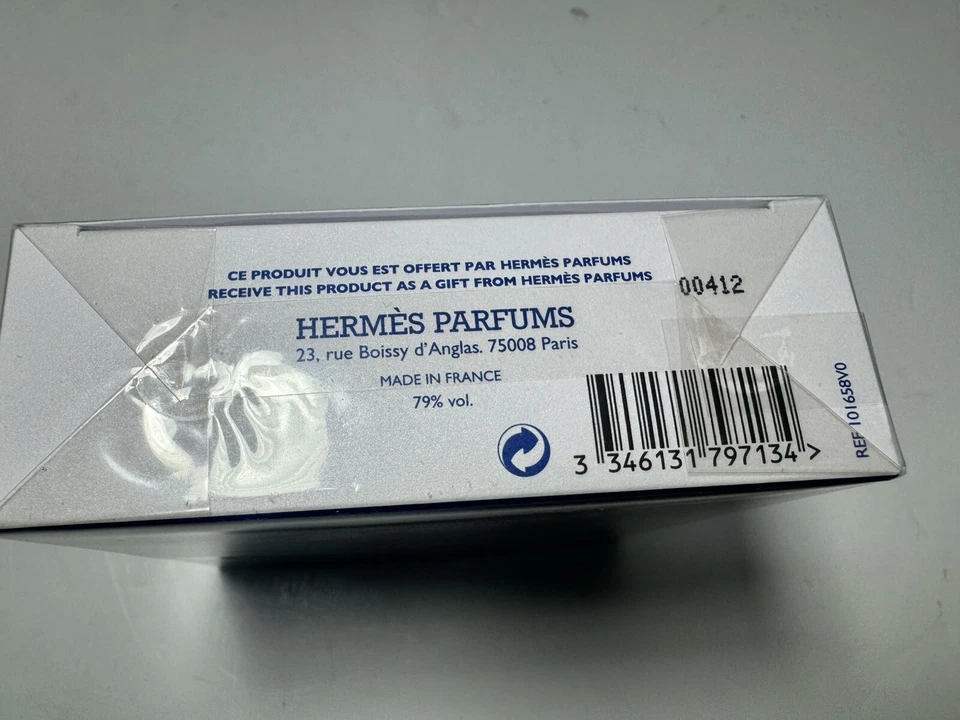 CE PRODUIT VOUS EST OFFERT PAR HERMÈS PARFUMS
RECEIVE THIS PRODUCT AS A GIFT FROM HERMÈS PARFUMS
00412
HERMÈS PARFUMS
23, rue Boissy d'Anglas. 75008 Paris
MADE IN FRANCE
79% vol.
3 346131 797134 >
REF 101658V0